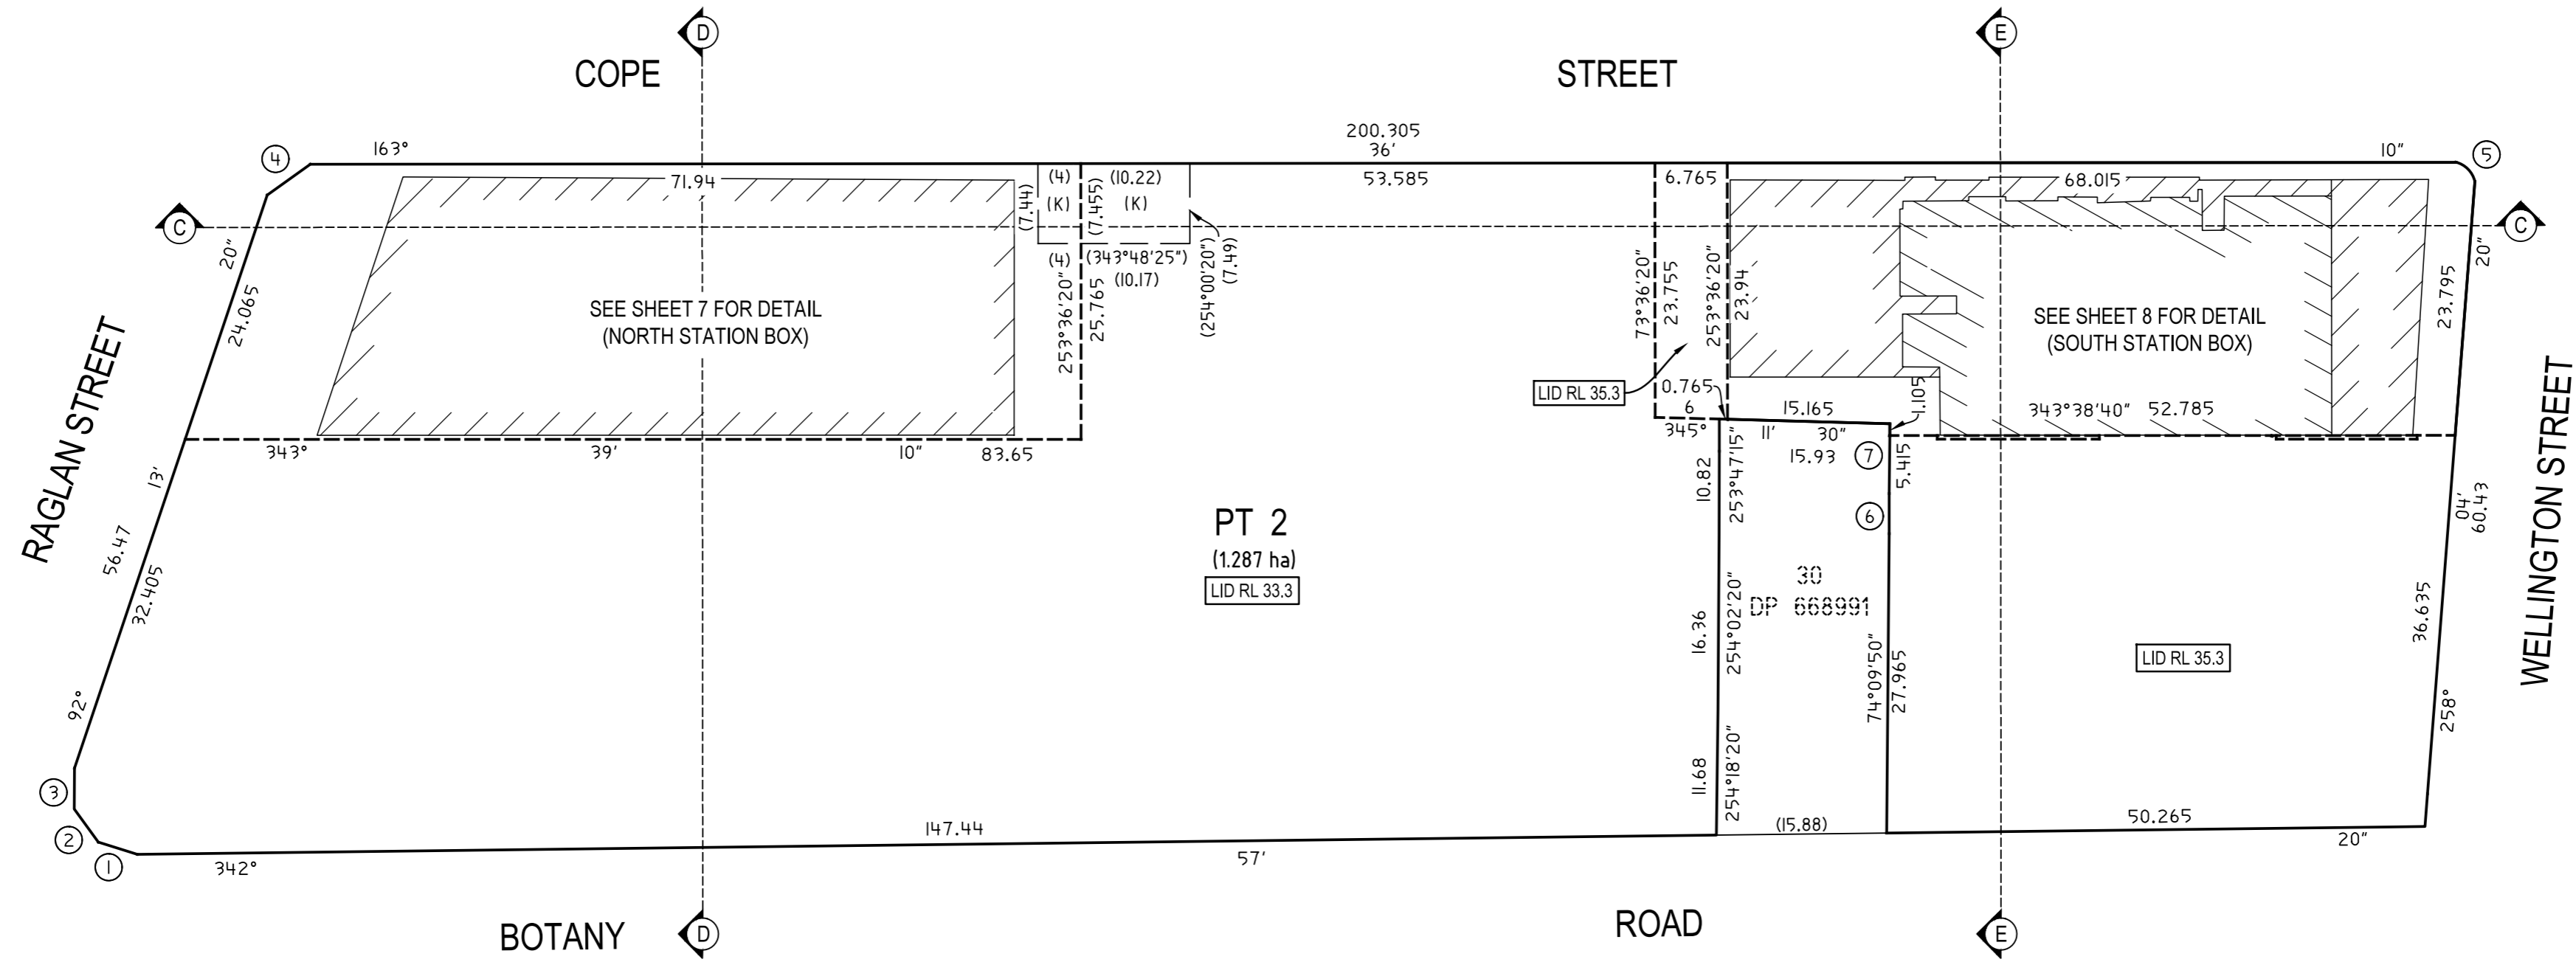 D
E
COPE
STREET
200.305
163°
36'
10"
4
5
71.94
53.585
6.765
68.015
(7.44)
(4)
(K)
(7.455)
(10.22)
(K)
C
C
20"
24.065
(4)
(343°48'25")
(10.17)
(254°00'20")
(7.49)
253°36'20"
25.765
73°36'20"
23.755
253°36'20"
23.94
20"
23.795
SEE SHEET 7 FOR DETAIL
(NORTH STATION BOX)
SEE SHEET 8 FOR DETAIL
(SOUTH STATION BOX)
RAGLAN STREET
WELLINGTON STREET
LID RL 35.3
0.765
6
15.165
1.105
343°38'40" 52.785
345°
11'
30"
15.93
7
5.415
343°
39'
10"
83.65
13'
56.47
32.405
92°
10.82
253°47'15"
6
04'
60.43
PT 2
(1.287 ha)
LID RL 33.3
30
DP 668991
16.36
254°02'20"
74°09'50"
27.965
36.635
LID RL 35.3
258°
11.68
254°18'20"
3
2
1
342°
147.44
57'
(15.88)
50.265
20"
BOTANY
ROAD
D
E